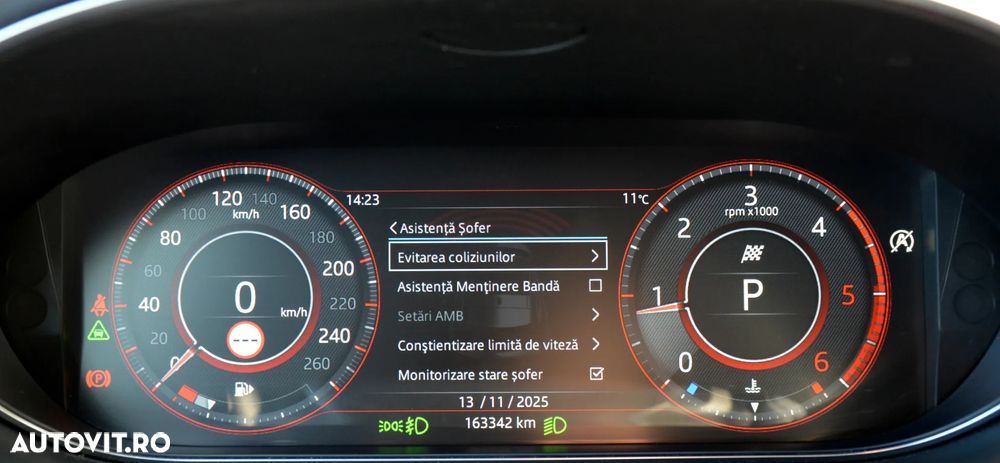 14:23
11°C
0
20
40
60
80
100
120
140
160
180
200
220
240
260
km/h
0
km/h
---
< Asistență Șofer
Evitarea coliziunilor >
Asistență Menținere Bandă
Setări AMB >
Conștientizare limită de viteză >
Monitorizare stare șofer
13 / 11 / 2025
163342 km
0
1
2
3
4
5
6
rpm x1000
P
A
(P)
AUTOVIT.RO